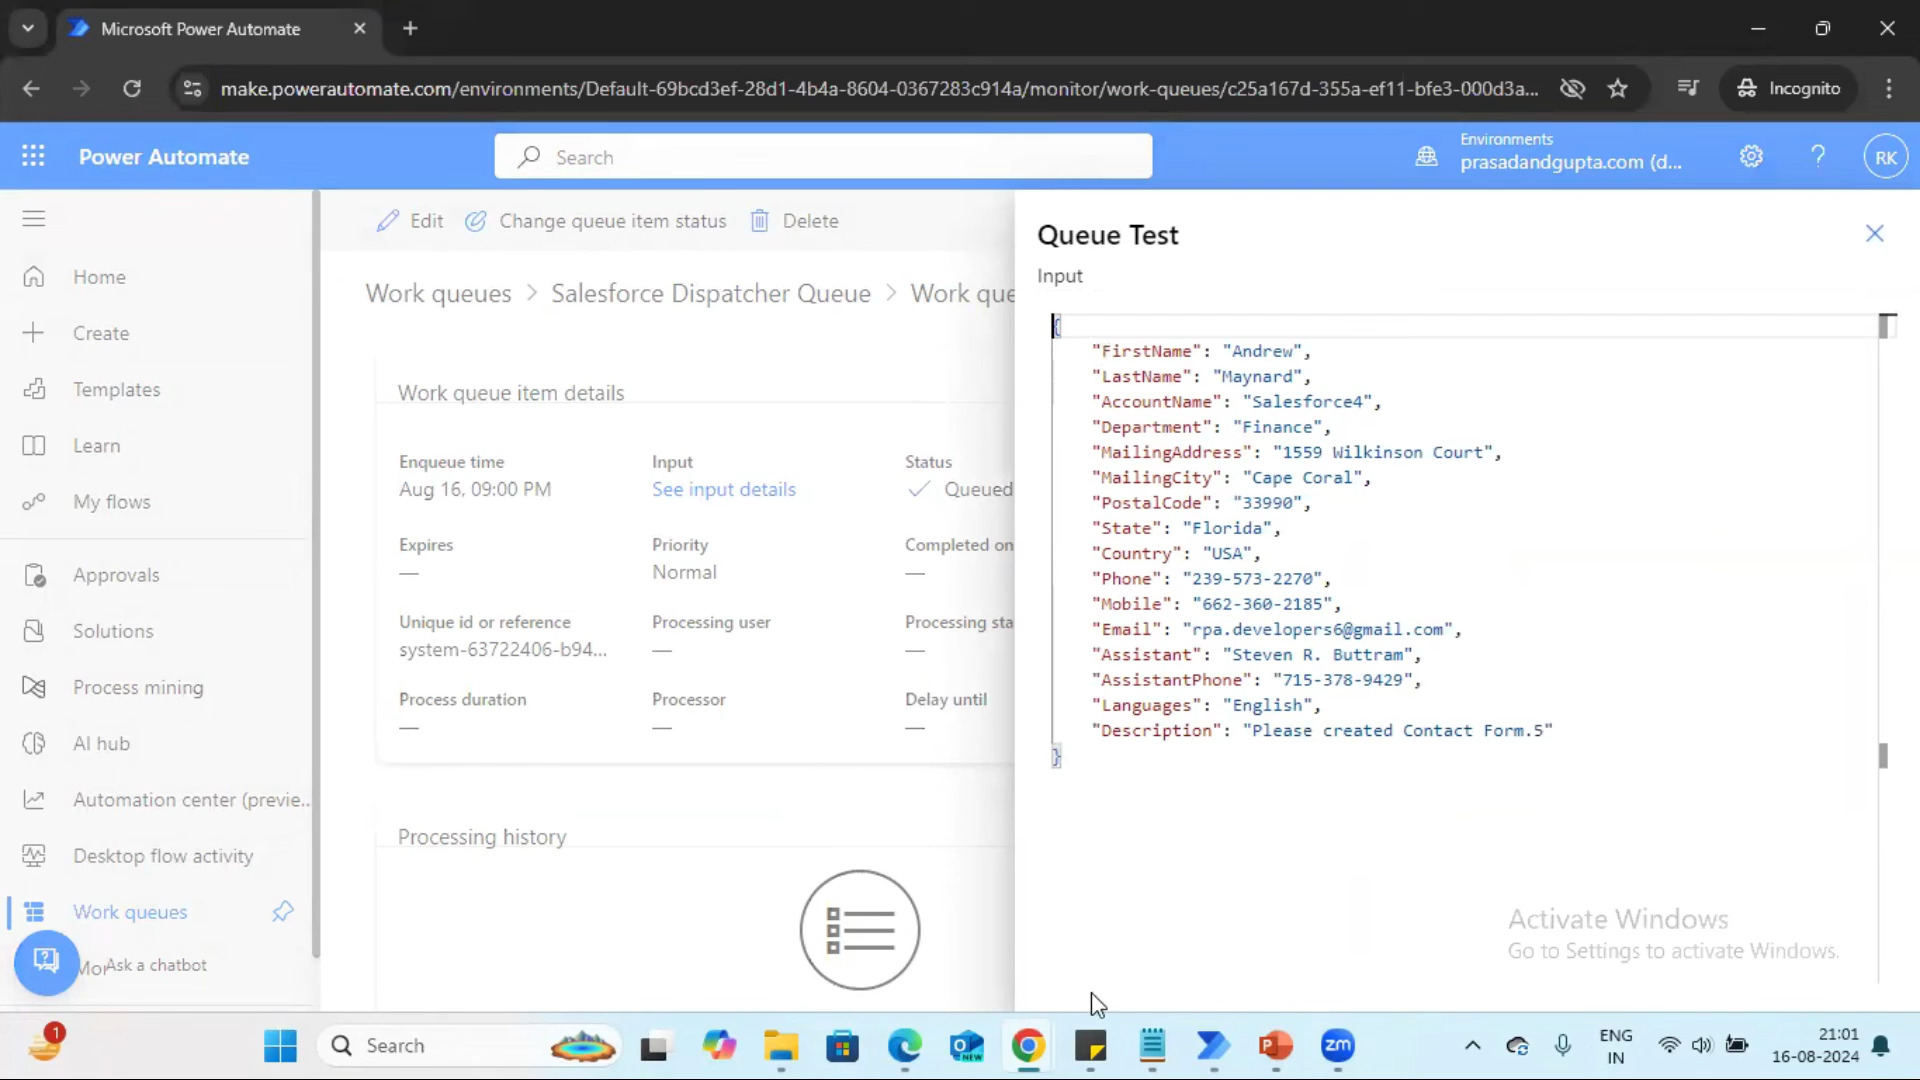 Microsoft Power Automate
make.powerautomate.com/environments/Default-69bcd3ef-28d1-4b4a-8604-0367283c914a/monitor/work-queues/c25a167d-355a-ef11-bfe3-000d3a...
Incognito
Power Automate
Search
Environments
prasadandgupta.com (d...
RK
Home
Create
Templates
Learn
My flows
Approvals
Solutions
Process mining
AI hub
Automation center (previe...
Desktop flow activity
Work queues
Ask a chatbot
Edit
Change queue item status
Delete
Work queues > Salesforce Dispatcher Queue > Work que
Work queue item details
Enqueue time
Aug 16, 09:00 PM
Input
See input details
Status
Queued
Expires
—
Priority
Normal
Completed on
—
Unique id or reference
system-63722406-b94...
Processing user
—
Processing sta
—
Process duration
—
Processor
—
Delay until
—
Processing history
Queue Test
Input
{
"FirstName": "Andrew",
"LastName": "Maynard",
"AccountName": "Salesforce4",
"Department": "Finance",
"MailingAddress": "1559 Wilkinson Court",
"MailingCity": "Cape Coral",
"PostalCode": "33990",
"State": "Florida",
"Country": "USA",
"Phone": "239-573-2270",
"Mobile": "662-360-2185",
"Email": "rpa.developers6@gmail.com",
"Assistant": "Steven R. Buttram",
"AssistantPhone": "715-378-9429",
"Languages": "English",
"Description": "Please created Contact Form.5"
}
Activate Windows
Go to Settings to activate Windows.
1
Search
NEW
zm
ENG
IN
21:01
16-08-2024